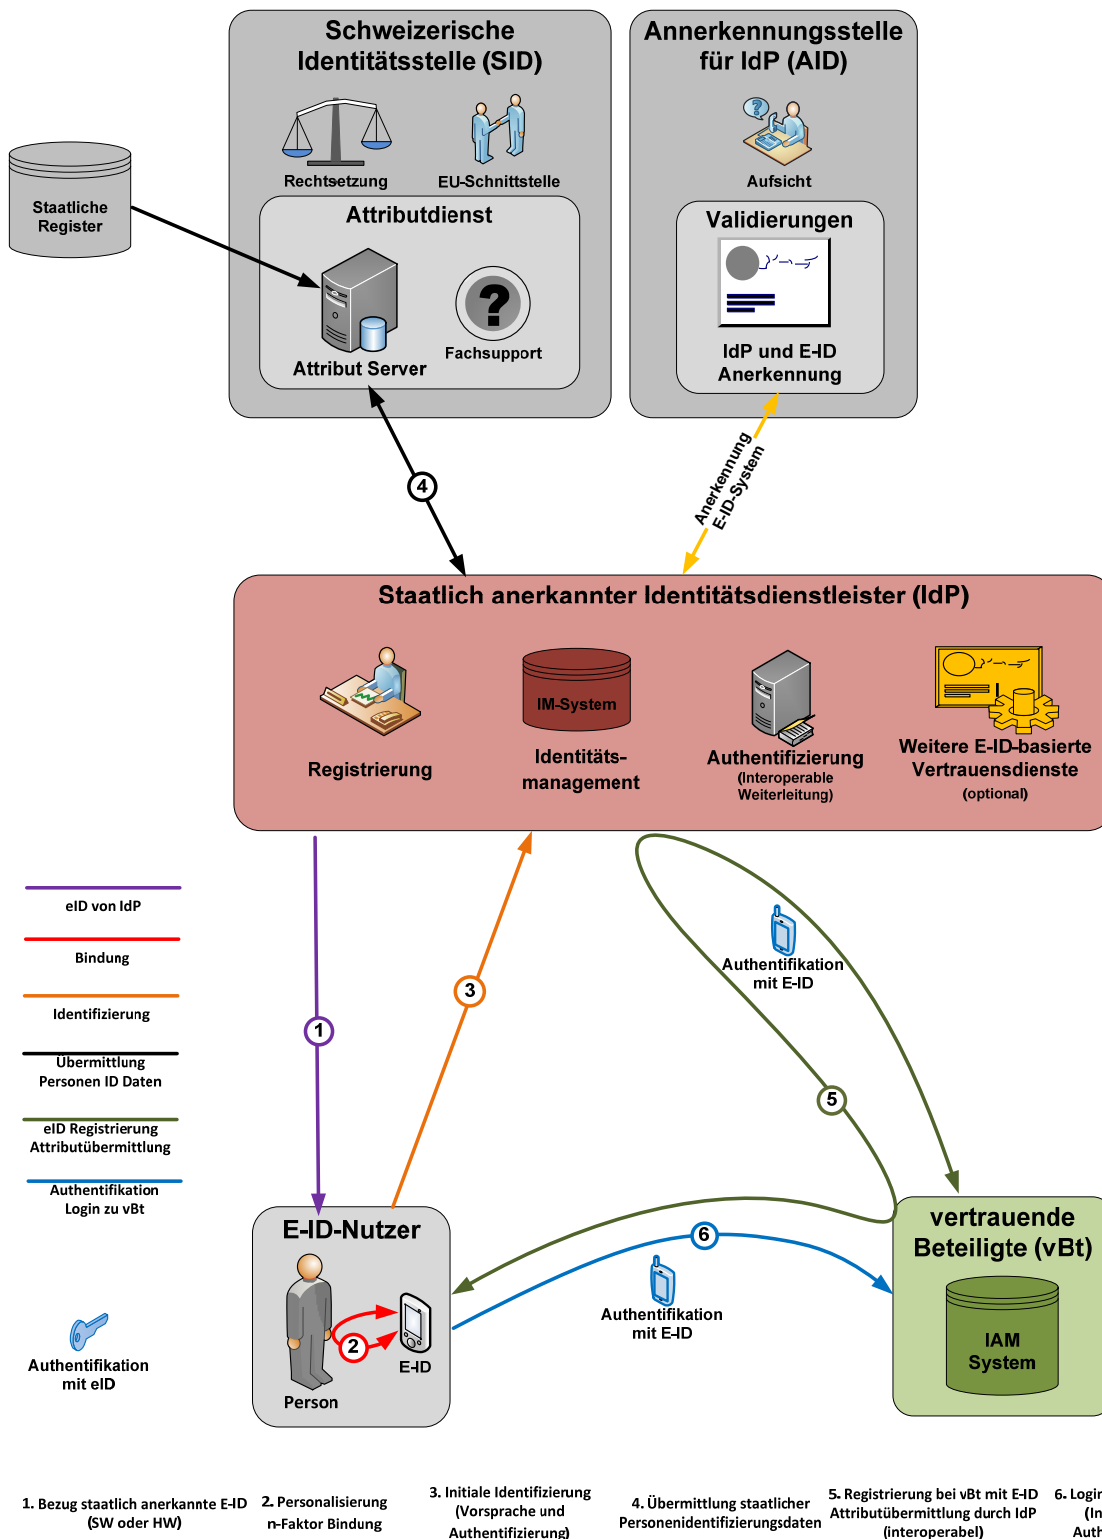 Schweizerische
Identitätsstelle (SID)
Annerkennungsstelle
für IdP (AID)
Rechtsetzung
EU-Schnittstelle
Aufsicht
Staatliche
Register
Attributdienst
Validierungen
Attribut Server
Fachsupport
IdP und E-ID
Anerkennung
4
Anerkennung
E-ID-System
Staatlich anerkannter Identitätsdienstleister (IdP)
Registrierung
IM-System
Identitäts-
management
Authentifizierung
(Interoperable
Weiterleitung)
Weitere E-ID-basierte
Vertrauensdienste
(optional)
eID von IdP
Bindung
Identifizierung
Übermittlung
Personen ID Daten
eID Registrierung
Attributübermittlung
Authentifikation
Login zu vBt
Authentifikation
mit eID
1
3
Authentifikation
mit E-ID
5
E-ID-Nutzer
2
E-ID
Person
6
Authentifikation
mit E-ID
vertrauende
Beteiligte (vBt)
IAM
System
1. Bezug staatlich anerkannte E-ID
(SW oder HW)
2. Personalisierung
n-Faktor Bindung
3. Initiale Identifizierung
(Vorsprache und
Authentifizierung)
4. Übermittlung staatlicher
Personenidentifizierungsdaten
5. Registrierung bei vBt mit E-ID
Attributübermittlung durch IdP
(interoperabel)
6. Login
(In
Auth